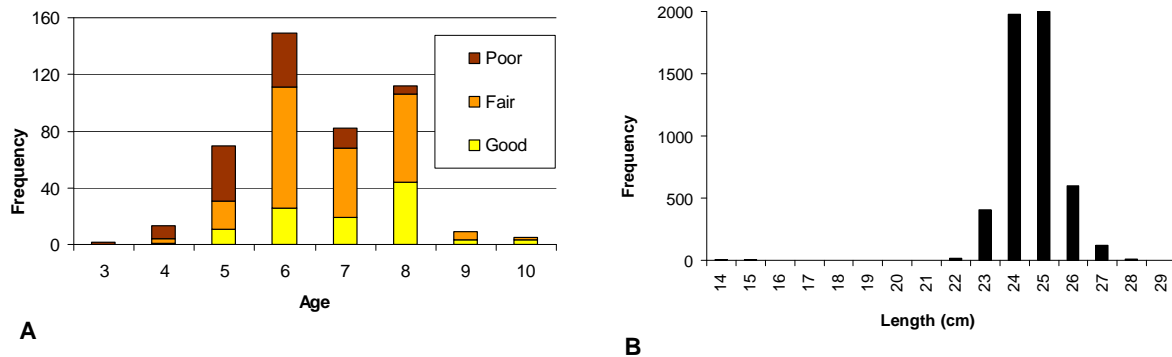 160
120
80
40
0
Frequency
Poor
Fair
Good
3 4 5 6 7 8 9 10
Age
A
B
2000
1500
1000
500
0
Frequency
14 15 16 17 18 19 20 21 22 23 24 25 26 27 28 29
Length (cm)